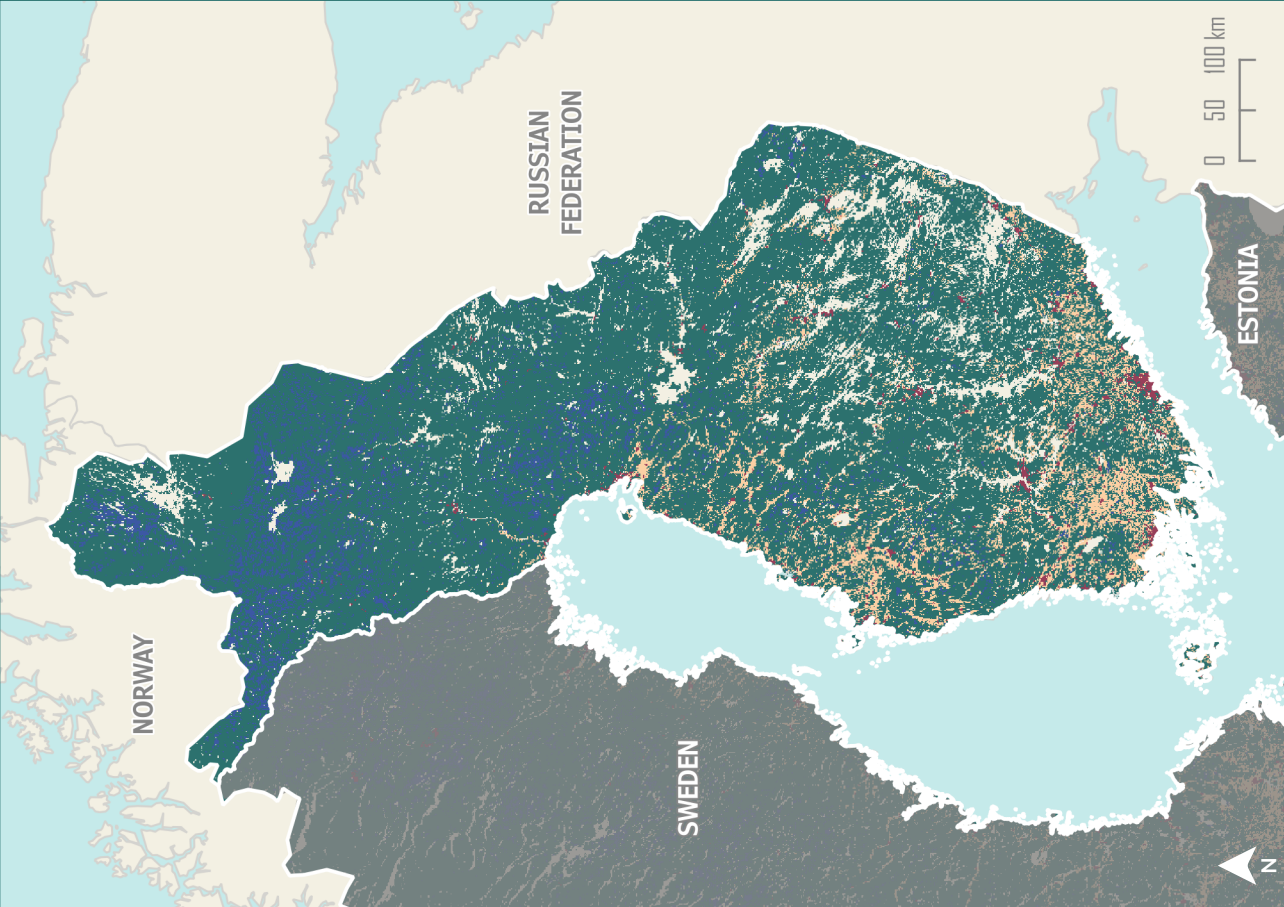 RUSSIAN
FEDERATION
NORWAY
SWEDEN
ESTONIA
0 50 100 km
N